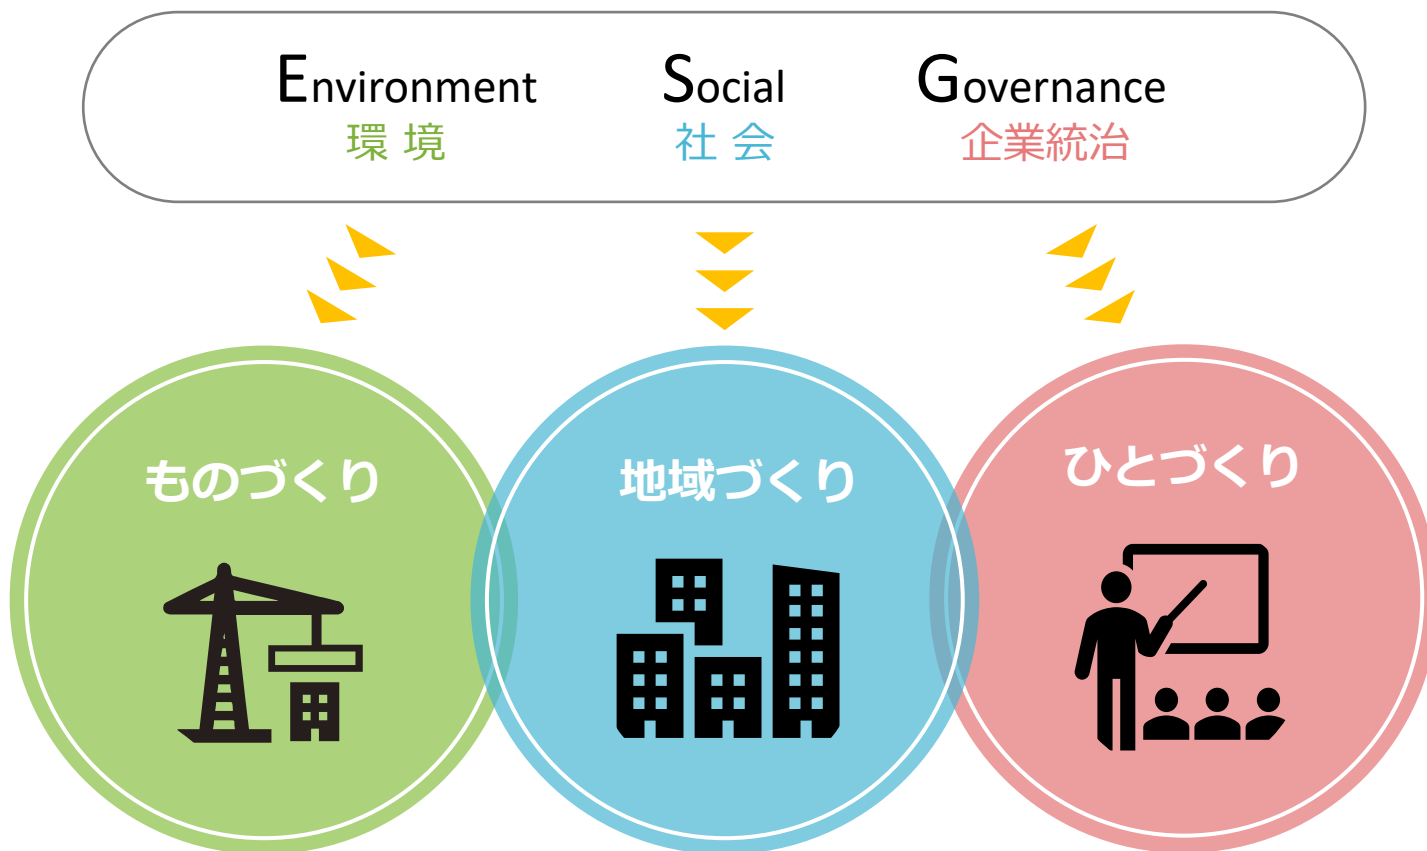 Environment Social Governance
環 境 社 会 企業統治
ものづくり 地域づくり ひとづくり